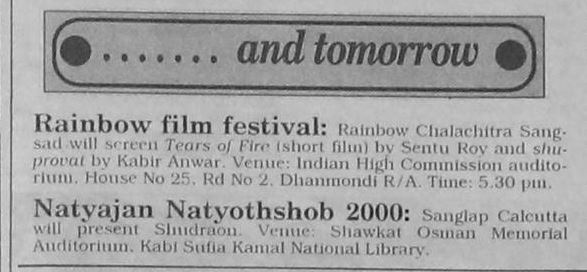 ....... and tomorrow
Rainbow film festival: Rainbow Chalachitra Sang-
sad will screen Tears of Fire (short film) by Sentu Roy and shu-
provat by Kabir Anwar. Venue: Indian High Commission audito-
rium, House No 25, Rd No 2, Dhanmondi R/A. Time: 5.30 pm.
Natyajan Natyothshob 2000: Sanglap Calcutta
will present Shudraon. Venue: Shawkat Osman Memorial
Auditorium, Kabi Sufia Kamal National Library.